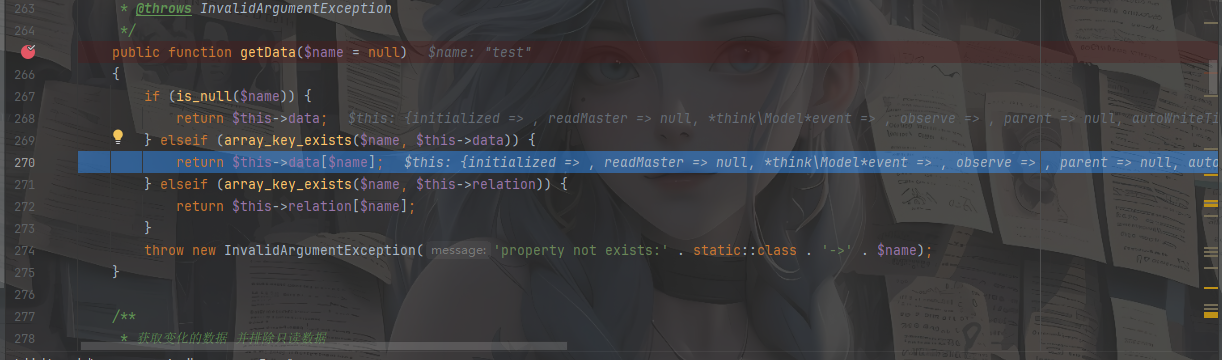 263 * @throws InvalidArgumentException
264 */
public function getData($name = null) $name: "test"
266 {
267 if (is_null($name)) {
268 return $this->data; $this: {initialized => , readMaster => null, *think\Model*event => , observe => , parent => null, autoWriteTi
269 } elseif (array_key_exists($name, $this->data)) {
270 return $this->data[$name]; $this: {initialized => , readMaster => null, *think\Model*event => , observe => , parent => null, auto
271 } elseif (array_key_exists($name, $this->relation)) {
272 return $this->relation[$name];
273 }
274 throw new InvalidArgumentException( message: 'property not exists:' . static::class . '->' . $name);
275 }
276
277 /**
278 * 获取变化的数据 并排除只读数据